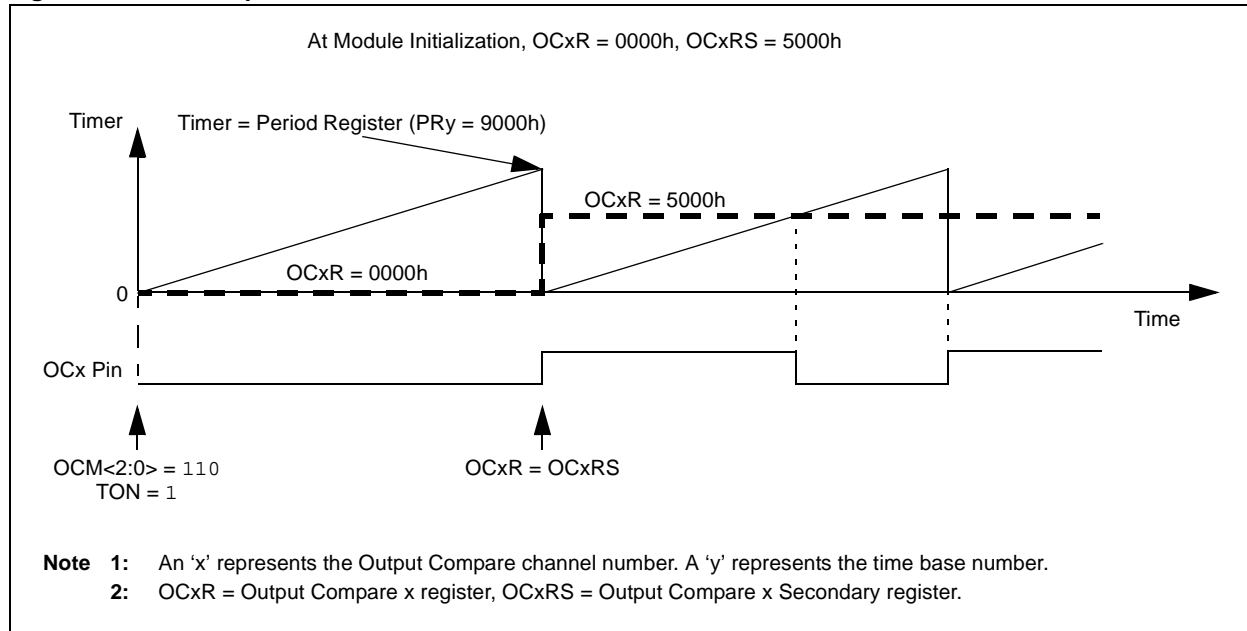 At Module Initialization, OCxR = 0000h, OCxRS = 5000h
Timer
Timer = Period Register (PRy = 9000h)
OCxR = 5000h
OCxR = 0000h
0
Time
OCx Pin
OCM<2:0> = 110
TON = 1
OCxR = OCxRS
Note 1: An ‘x’ represents the Output Compare channel number. A ‘y’ represents the time base number.
2: OCxR = Output Compare x register, OCxRS = Output Compare x Secondary register.